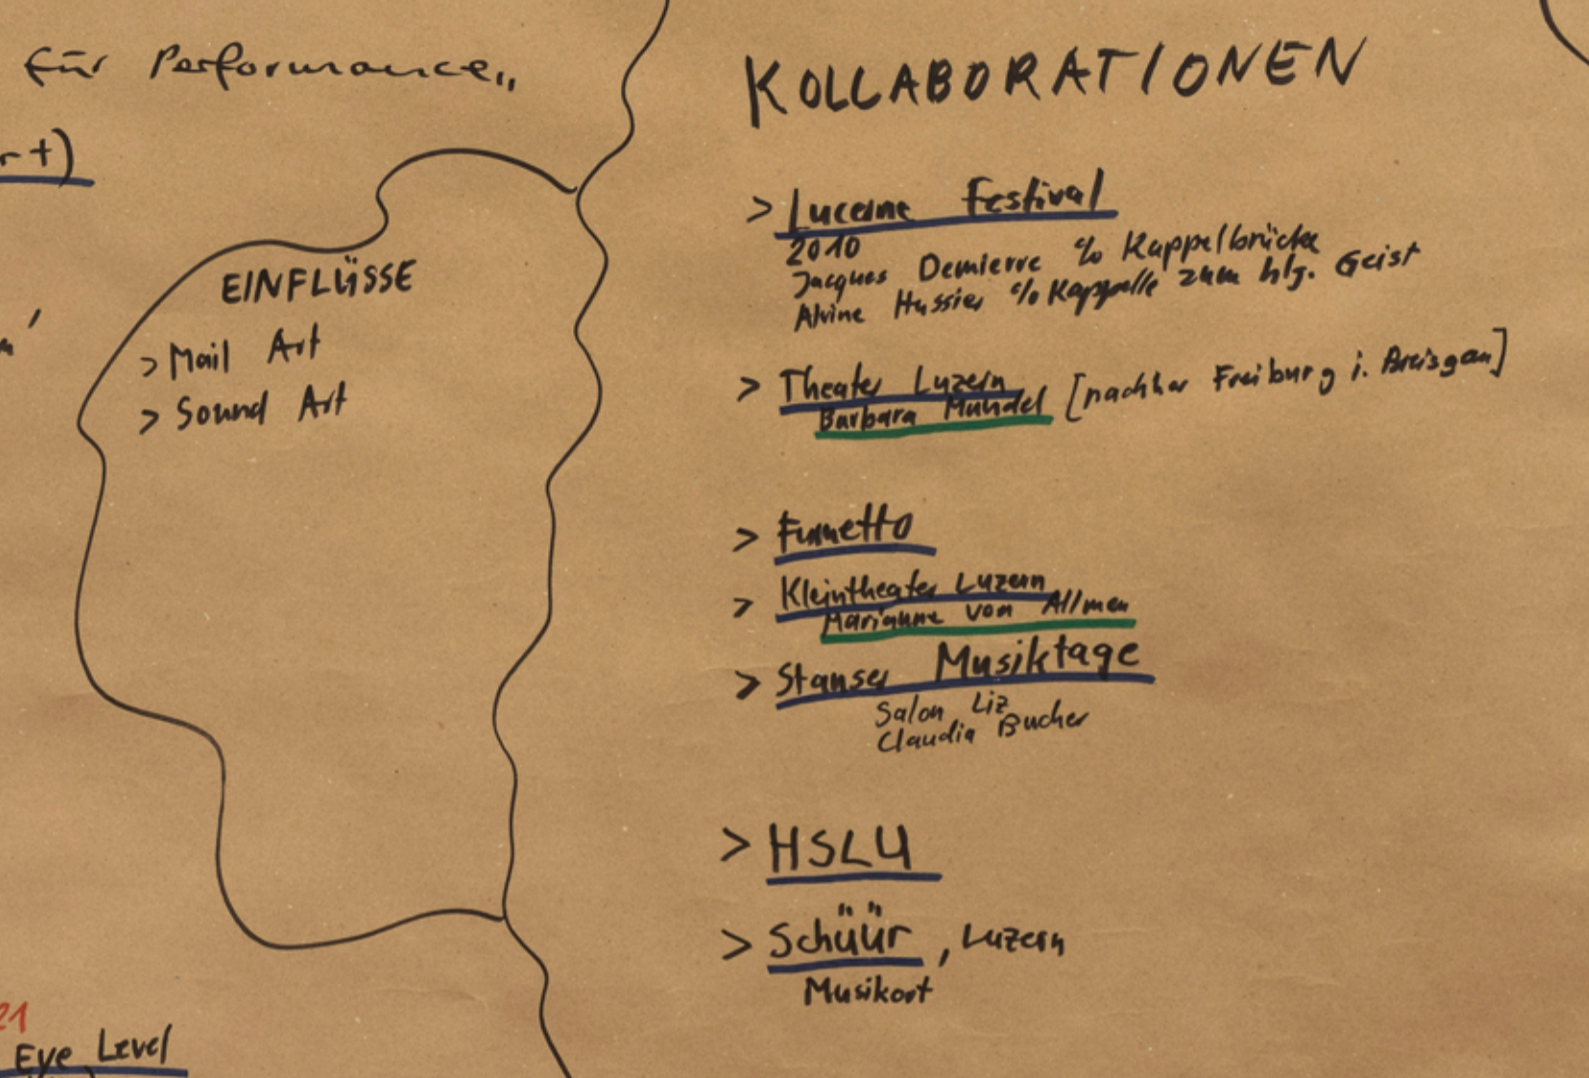 für Performance"
rt)
EINFLÜSSE
> Mail Art
> Sound Art
21
Eye Level
KOLLABORATIONEN
> Lucerne Festival
2010
Jacques Demierre % Kappelbrücke
Alvine Hussier % Kappelle zum hlg. Geist
> Theater Luzern
Barbara Mundel [nachher Freiburg i. Breisgau]
> Fumetto
> Kleintheater Luzern
Marianne von Allmen
> Stanser Musiktage
Salon Liz
Claudia Bucher
> HSLU
> Schüür, Luzern
Musikort